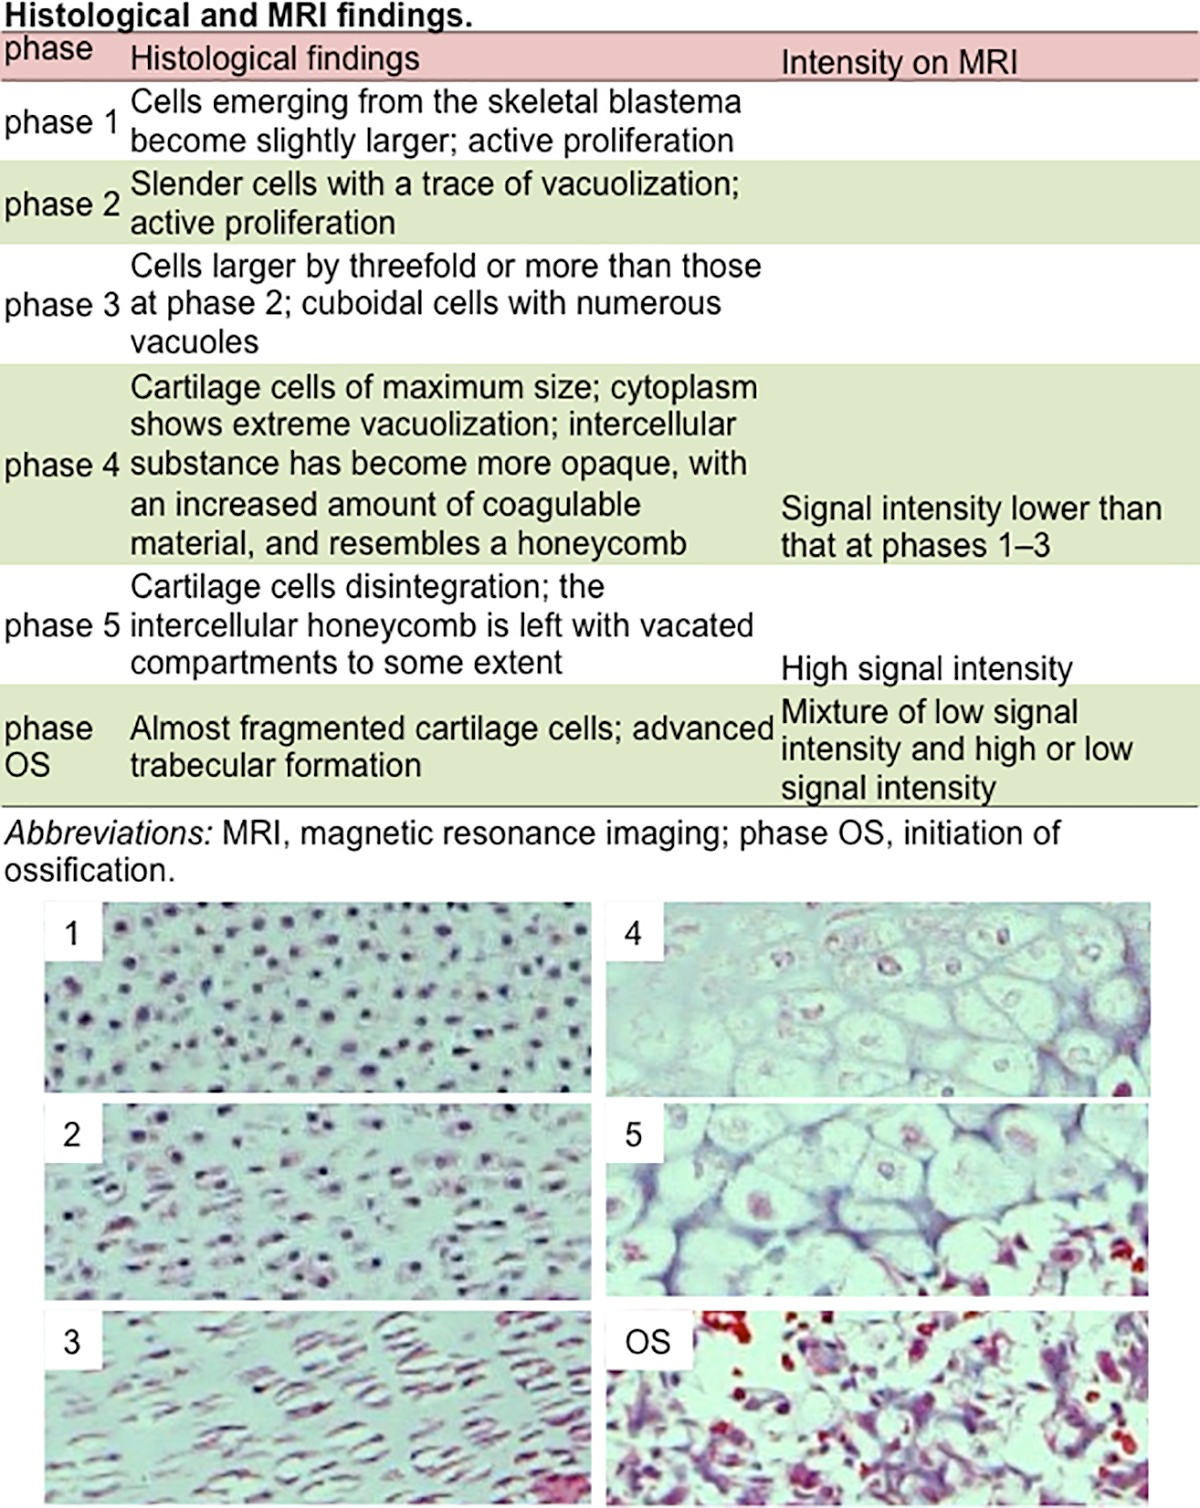 Histological and MRI findings.
phase Histological findings Intensity on MRI
phase 1 Cells emerging from the skeletal blastema
become slightly larger; active proliferation
phase 2 Slender cells with a trace of vacuolization;
active proliferation
Cells larger by threefold or more than those
phase 3 at phase 2; cuboidal cells with numerous
vacuoles
Cartilage cells of maximum size; cytoplasm
shows extreme vacuolization; intercellular
phase 4 substance has become more opaque, with
an increased amount of coagulable Signal intensity lower than
material, and resembles a honeycomb that at phases 1–3
Cartilage cells disintegration; the
phase 5 intercellular honeycomb is left with vacated
compartments to some extent High signal intensity
phase Almost fragmented cartilage cells; advanced Mixture of low signal
OS trabecular formation intensity and high or low
signal intensity
Abbreviations: MRI, magnetic resonance imaging; phase OS, initiation of
ossification.
1
4
2
5
3
OS